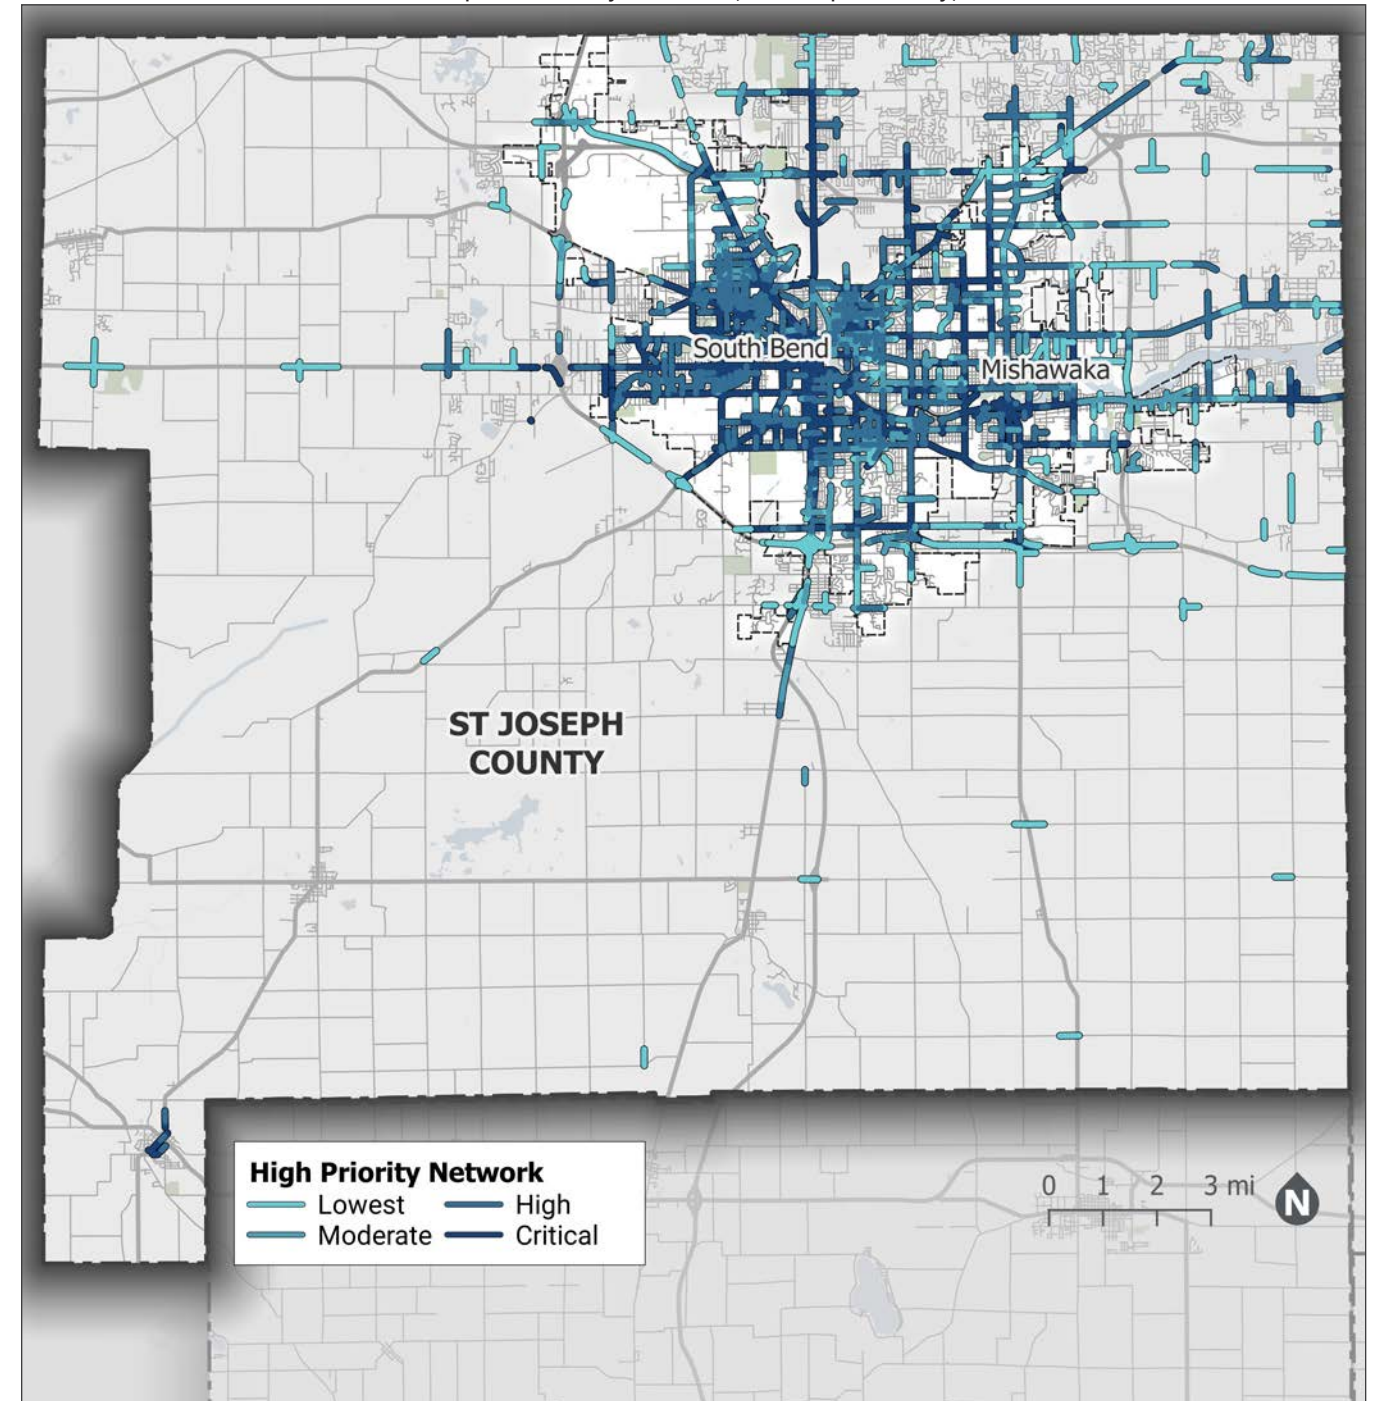 South Bend
Mishawaka
ST JOSEPH
COUNTY
High Priority Network
Lowest
High
Moderate
Critical
0 1 2 3 mi
N